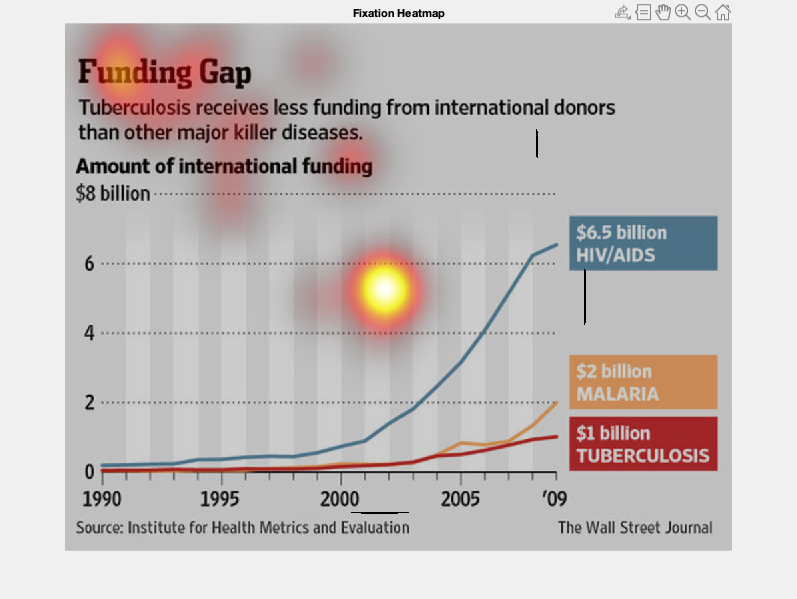 Fixation Heatmap
Funding Gap
Tuberculosis receives less funding from international donors
than other major killer diseases.
Amount of international funding
$8 billion
6
4
2
0
$6.5 billion
HIV/AIDS
$2 billion
MALARIA
$1 billion
TUBERCULOSIS
1990 1995 2000 2005 '09
Source: Institute for Health Metrics and Evaluation The Wall Street Journal